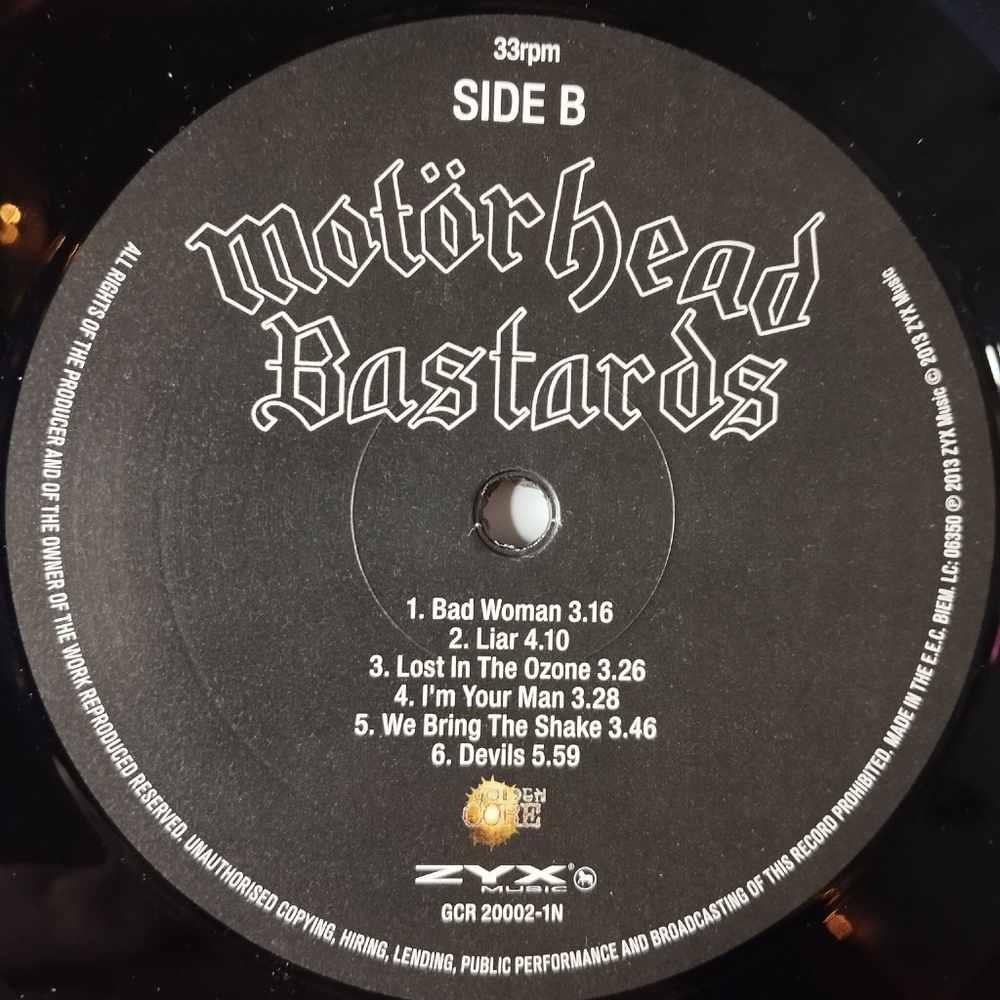 33rpm
SIDE B
motörhead
Bastards
1. Bad Woman 3.16
2. Liar 4.10
3. Lost In The Ozone 3.26
4. I'm Your Man 3.28
5. We Bring The Shake 3.46
6. Devils 5.59
GOLDEN
CORE
ZYX®
MUSIC
GCR 20002-1N
ALL RIGHTS OF THE PRODUCER AND OF THE OWNER OF THE WORK REPRODUCED RESERVED. UNAUTHORISED COPYING, HIRING, LENDING, PUBLIC PERFORMANCE AND BROADCASTING OF THIS RECORD PROHIBITED. MADE IN THE E.E.C. BIEM. LC: 06350 ℗ 2013 ZYX Music © 2013 ZYX Music